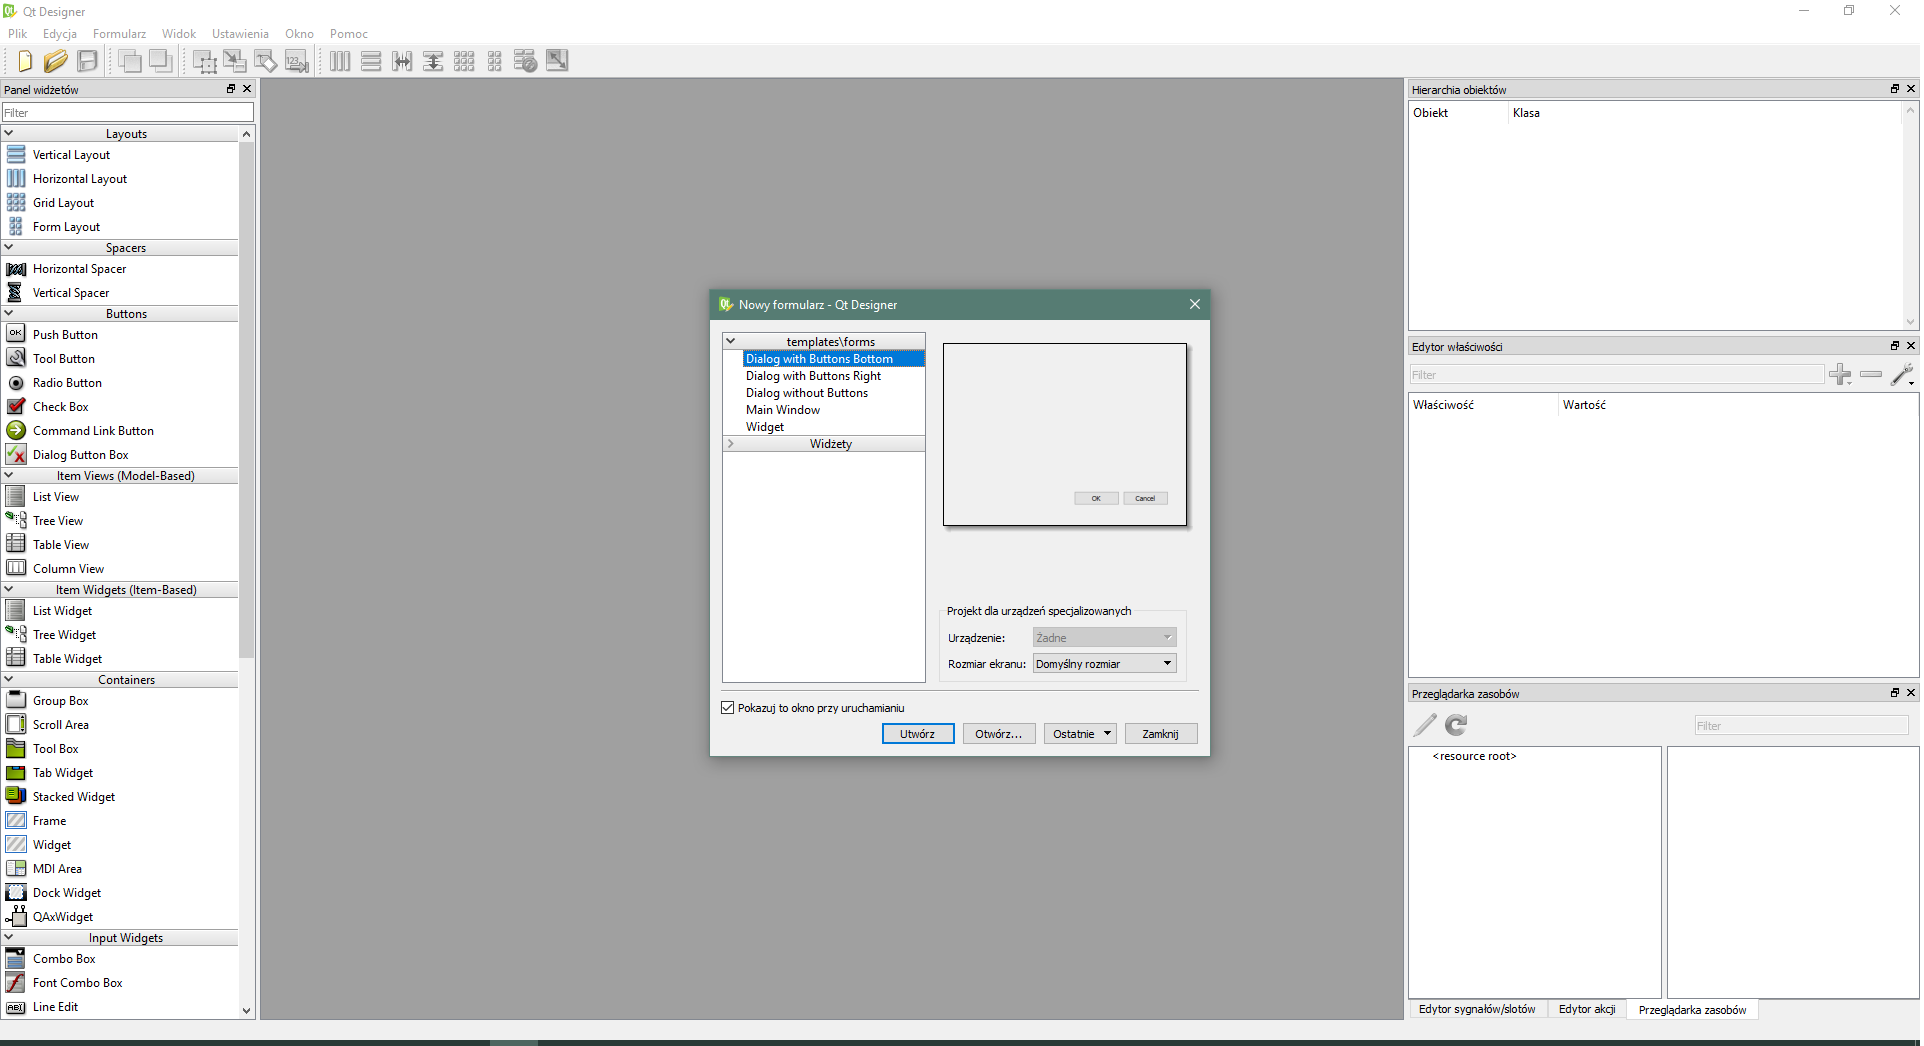 Qt Designer
Plik Edycja Formularz Widok Ustawienia Okno Pomoc
Panel widżetów
Filter
Layouts
Vertical Layout
Horizontal Layout
Grid Layout
Form Layout
Spacers
Horizontal Spacer
Vertical Spacer
Buttons
Push Button
Tool Button
Radio Button
Check Box
Command Link Button
Dialog Button Box
Item Views (Model-Based)
List View
Tree View
Table View
Column View
Item Widgets (Item-Based)
List Widget
Tree Widget
Table Widget
Containers
Group Box
Scroll Area
Tool Box
Tab Widget
Stacked Widget
Frame
Widget
MDI Area
Dock Widget
QAxWidget
Input Widgets
Combo Box
Font Combo Box
Line Edit
Nowy formularz - Qt Designer
templates\forms
Dialog with Buttons Bottom
Dialog with Buttons Right
Dialog without Buttons
Main Window
Widget
Widżety
OK Cancel
Projekt dla urządzeń specjalizowanych
Urządzenie: Żadne
Rozmiar ekranu: Domyślny rozmiar
Pokazuj to okno przy uruchamianiu
Utwórz Otwórz... Ostatnie Zamknij
Hierarchia obiektów
Obiekt Klasa
Edytor właściwości
Filter
Właściwość Wartość
Przeglądarka zasobów
Filter
<resource root>
Edytor sygnałów/slotów Edytor akcji Przeglądarka zasobów